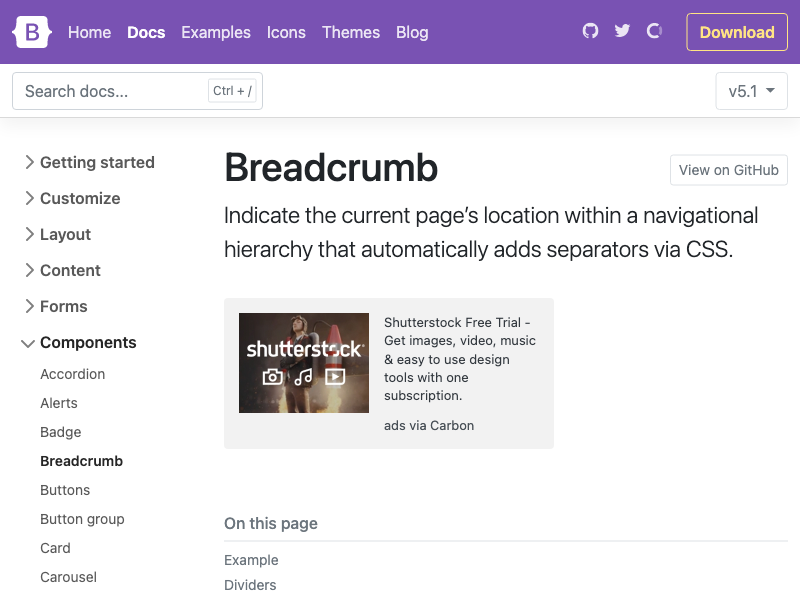 B
Home Docs Examples Icons Themes Blog
Download
Search docs...
Ctrl + /
v5.1
Getting started
Customize
Layout
Content
Forms
Components
Accordion
Alerts
Badge
Breadcrumb
Buttons
Button group
Card
Carousel
Breadcrumb
View on GitHub
Indicate the current page’s location within a navigational
hierarchy that automatically adds separators via CSS.
shutterstock
Shutterstock Free Trial -
Get images, video, music
& easy to use design
tools with one
subscription.
ads via Carbon
On this page
Example
Dividers